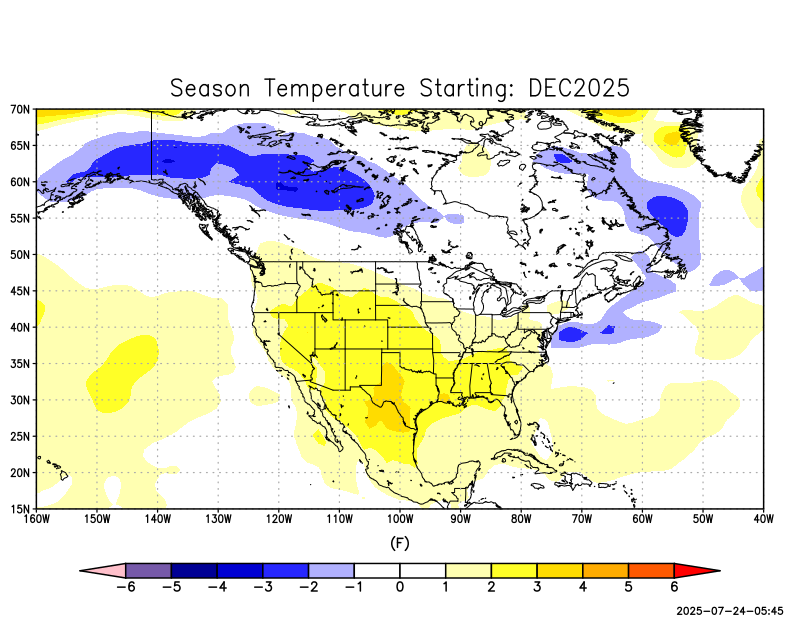 Season Temperature Starting: DEC2025
70N
65N
60N
55N
50N
45N
40N
35N
30N
25N
20N
15N
160W 150W 140W 130W 120W 110W 100W 90W 80W 70W 60W 50W 40W
(F)
-6 -5 -4 -3 -2 -1 0 1 2 3 4 5 6
2025-07-24-05:45